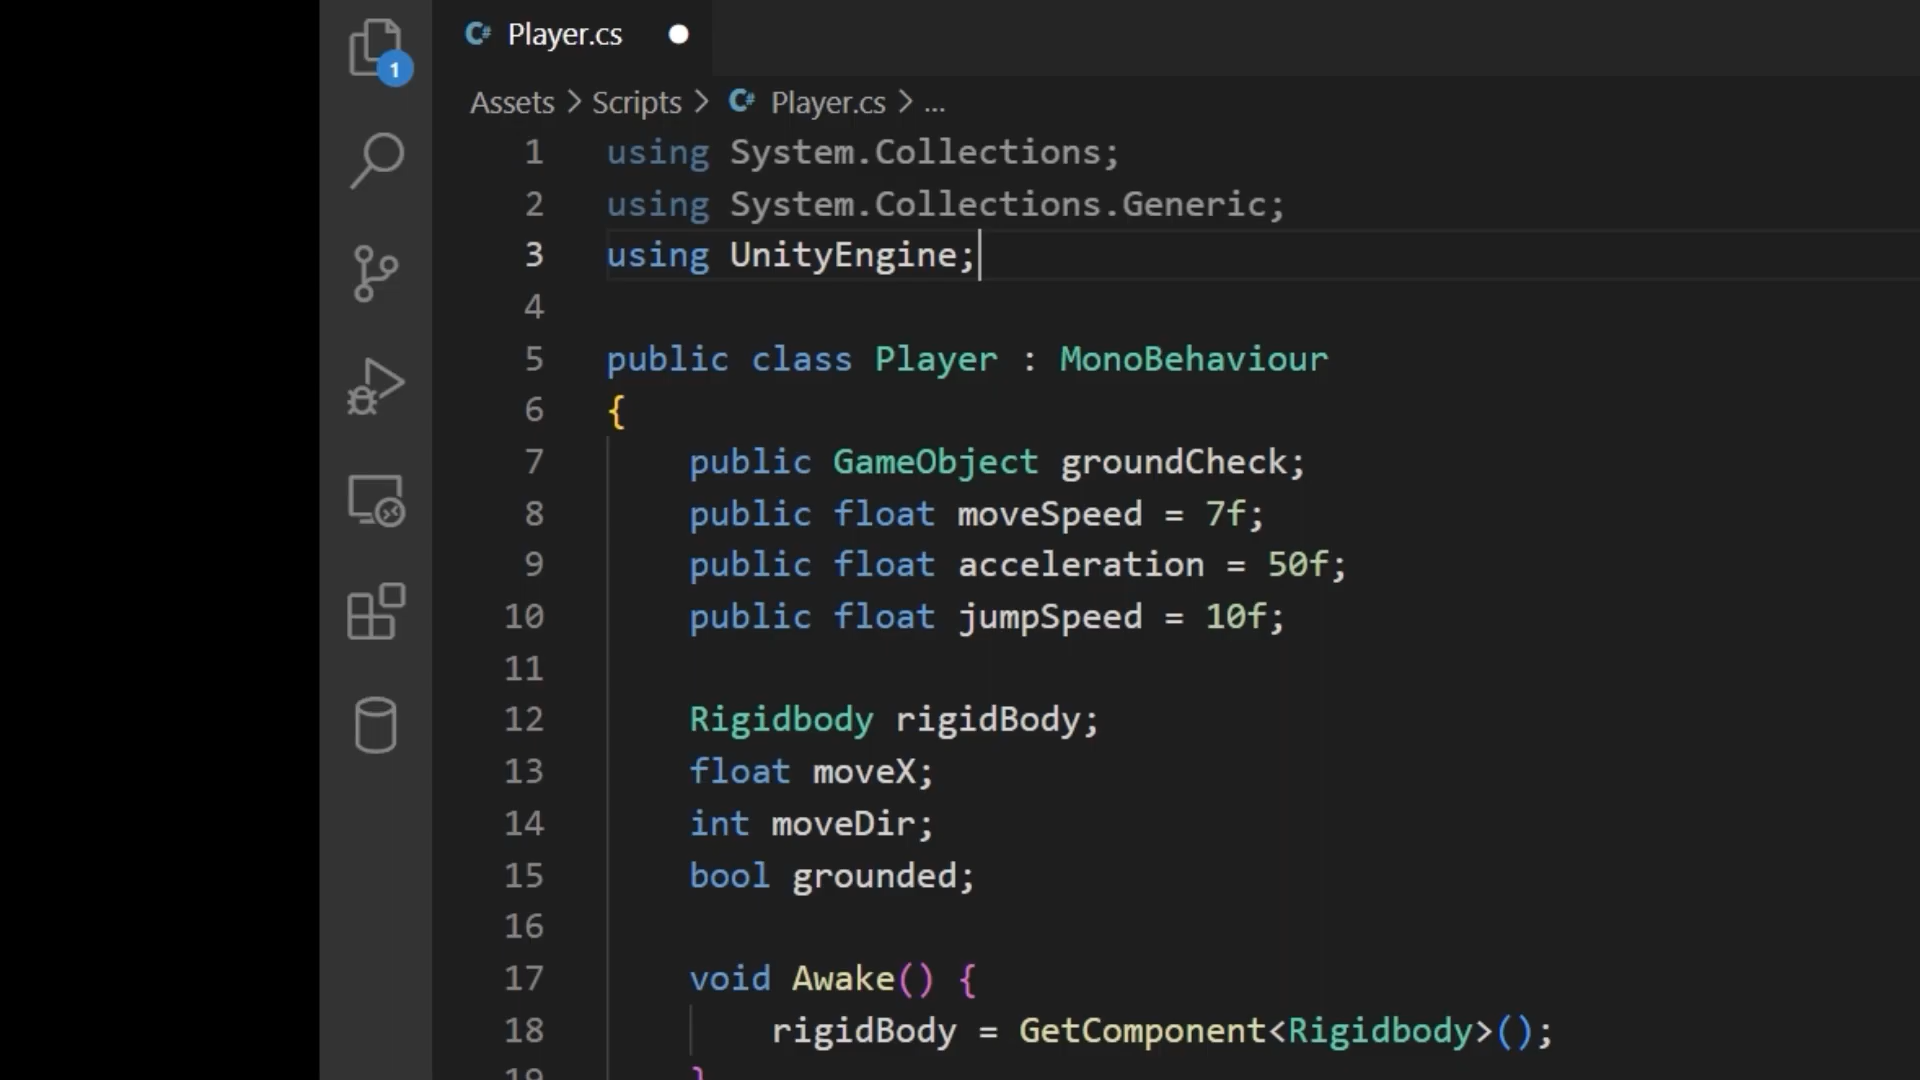 C# Player.cs
1
Assets > Scripts > C# Player.cs > ...
1 using System.Collections;
2 using System.Collections.Generic;
3 using UnityEngine;
4
5 public class Player : MonoBehaviour
6 {
7 public GameObject groundCheck;
8 public float moveSpeed = 7f;
9 public float acceleration = 50f;
10 public float jumpSpeed = 10f;
11
12 Rigidbody rigidBody;
13 float moveX;
14 int moveDir;
15 bool grounded;
16
17 void Awake() {
18 rigidBody = GetComponent<Rigidbody>();
19 }